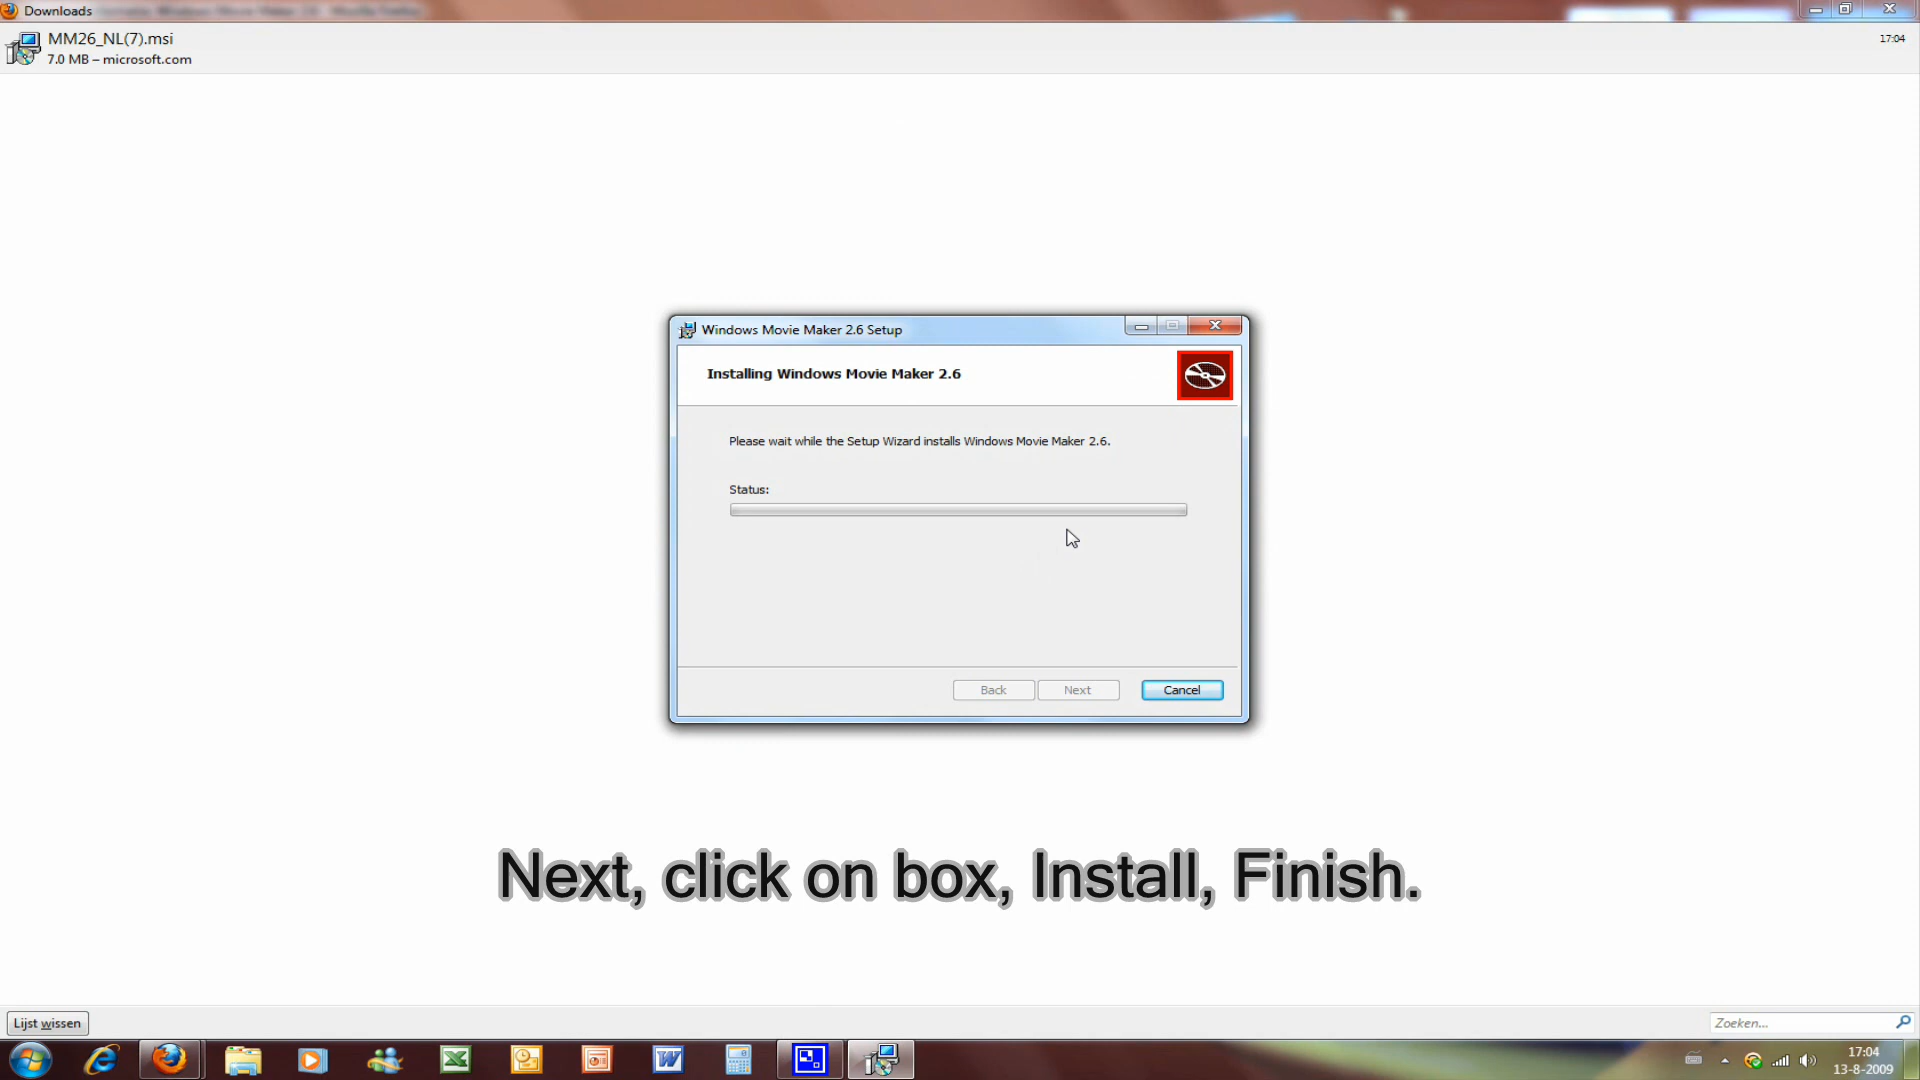 Downloads
MM26_NL(7).msi
17:04
7.0 MB – microsoft.com
Windows Movie Maker 2.6 Setup
Installing Windows Movie Maker 2.6
Please wait while the Setup Wizard installs Windows Movie Maker 2.6.
Status:
Back
Next
Cancel
Next, click on box, Install, Finish.
Lijst wissen
Zoeken...
17:04
13-8-2009